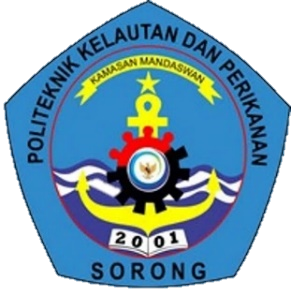 POLITEKNIK KELAUTAN DAN PERIKANAN
KAMASAN MANDASWAN
2001
SORONG